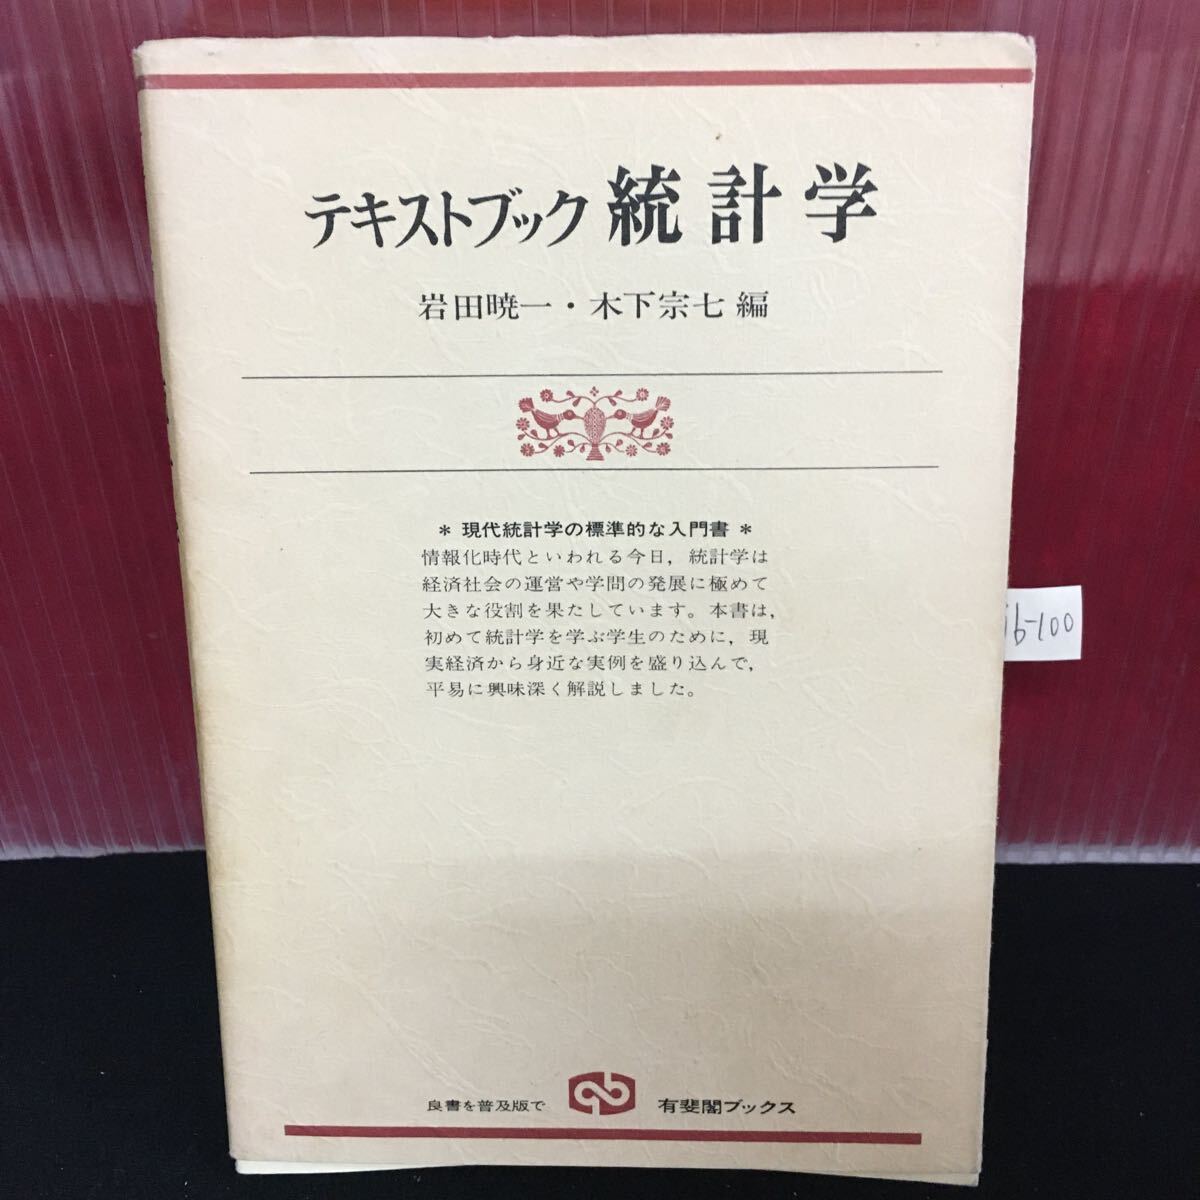 テキストブック 統計学
岩田暁一・木下宗七 編
* 現代統計学の標準的な入門書 *
情報化時代といわれる今日，統計学は
経済社会の運営や学問の発展に極めて
大きな役割を果たしています。本書は，
初めて統計学を学ぶ学生のために，現
実経済から身近な実例を盛り込んで，
平易に興味深く解説しました。
良書を普及版で 有斐閣ブックス